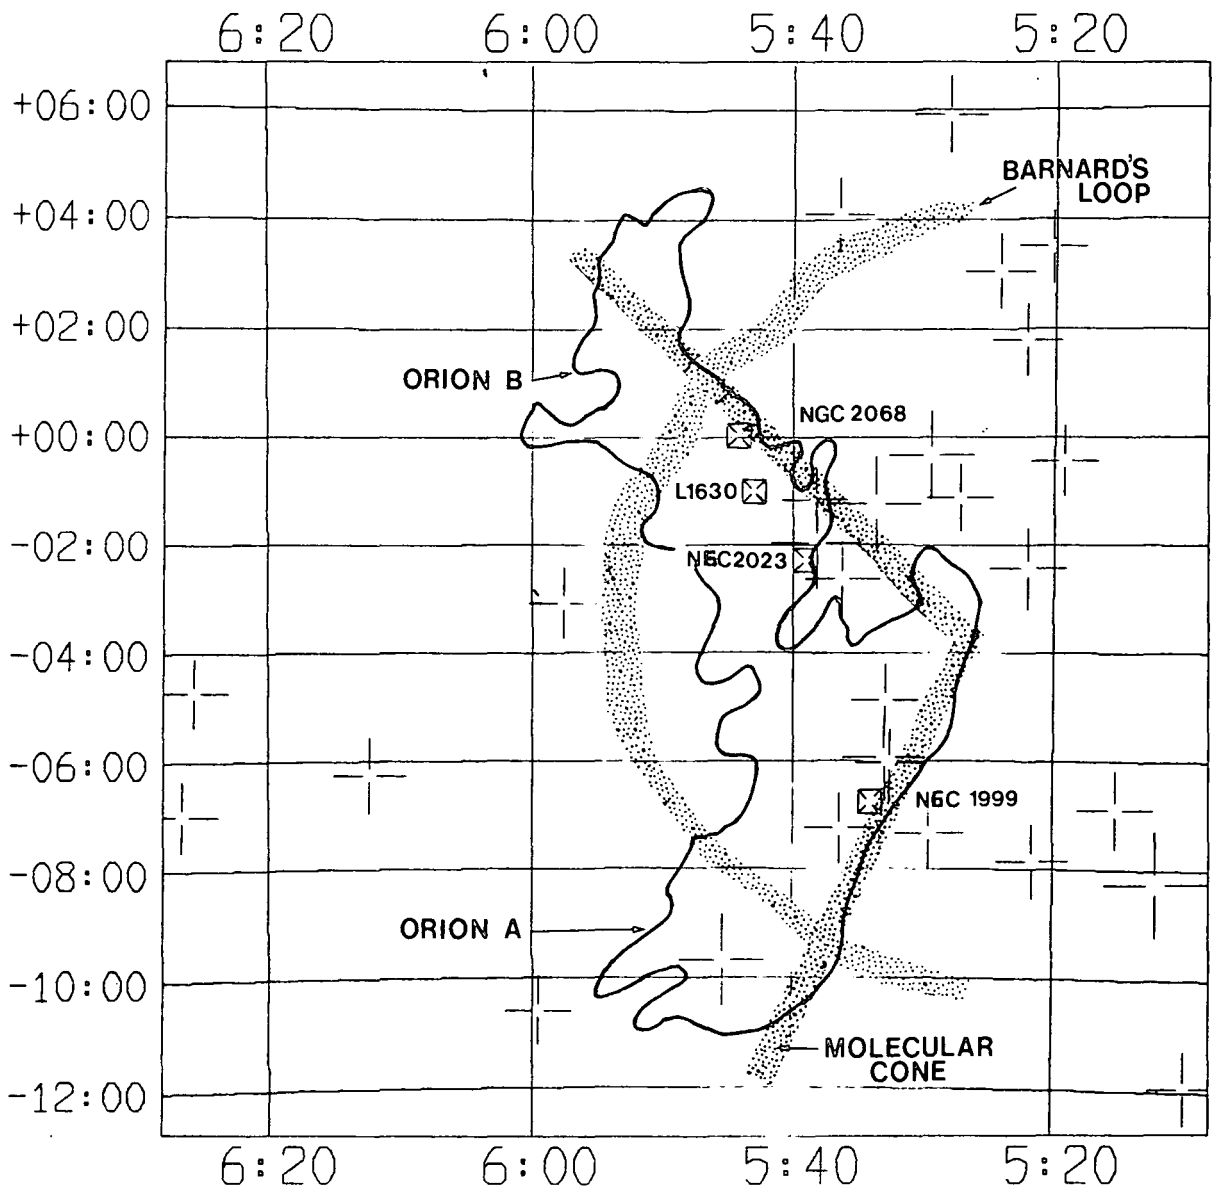 6:20 6:00 5:40 5:20
+06:00
BARNARD'S
LOOP
+04:00
+02:00
ORION B
NGC 2068
+00:00
L1630
-02:00
NGC2023
-04:00
-06:00
NGC 1999
-08:00
ORION A
-10:00
MOLECULAR
CONE
-12:00
6:20 6:00 5:40 5:20